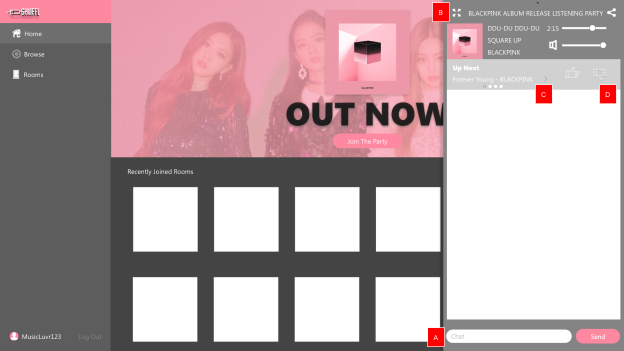 SHUFFL
Home
Browse
Rooms
OUT NOW
Join The Party
Recently Joined Rooms
MusicLuvr123
Log Out
B
BLACKPINK ALBUM RELEASE LISTENING PARTY
DDU-DU DDU-DU
2:15
SQUARE UP
BLACKPINK
Up Next
Forever Young - BLACKPINK
C
D
A
Chat
Send